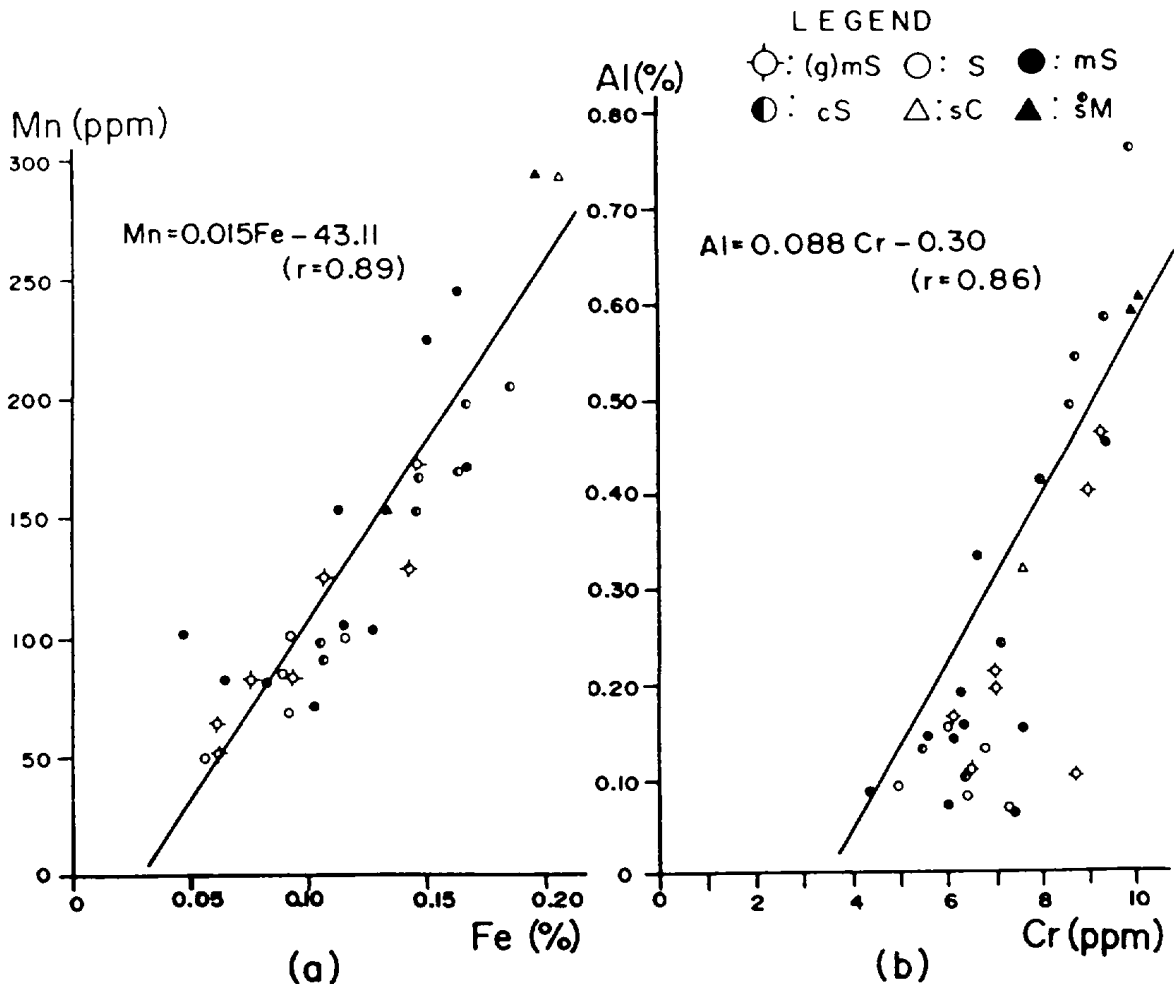 LEGEND
: (g)mS : S : mS
: cS : sC : sM
Mn (ppm)
300
250
200
150
100
50
0
Mn=0.015Fe-43.11
(r=0.89)
0.05 0.10 0.15 0.20
Fe (%)
(a)
Al(%)
0.80
0.70
0.60
0.50
0.40
0.30
0.20
0.10
0
Al=0.088 Cr-0.30
(r=0.86)
2 4 6 8 10
Cr(ppm)
(b)